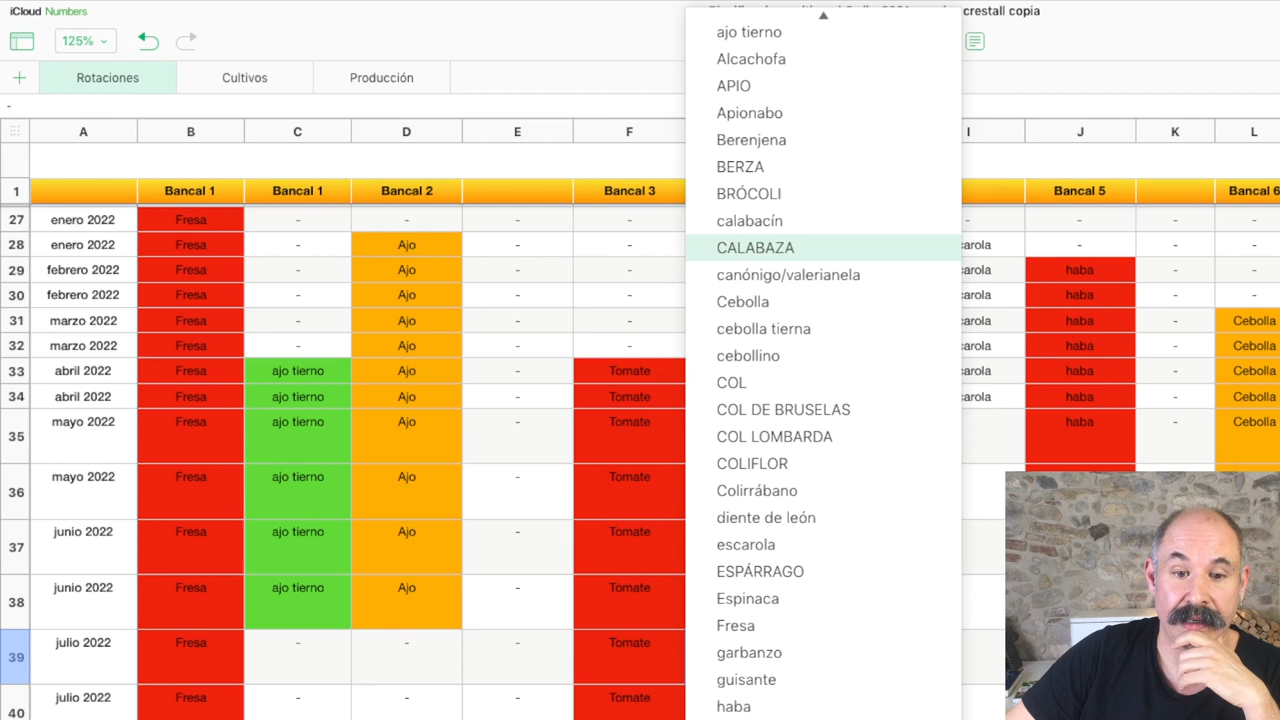 iCloud Numbers
crestall copia
125%
+ Rotaciones Cultivos Producción
-
A B C D E F I J K L
1 Bancal 1 Bancal 1 Bancal 2 Bancal 3 Bancal 5 Bancal 6
27 enero 2022 Fresa - - - - - - - -
28 enero 2022 Fresa - Ajo - - carola - - -
29 febrero 2022 Fresa - Ajo - - carola haba - -
30 febrero 2022 Fresa - Ajo - - carola haba - -
31 marzo 2022 Fresa - Ajo - - carola haba - Cebolla
32 marzo 2022 Fresa - Ajo - - carola haba - Cebolla
33 abril 2022 Fresa ajo tierno Ajo - Tomate carola haba - Cebolla
34 abril 2022 Fresa ajo tierno Ajo - Tomate carola haba - Cebolla
35 mayo 2022 Fresa ajo tierno Ajo - Tomate haba - Cebolla
36 mayo 2022 Fresa ajo tierno Ajo - Tomate
37 junio 2022 Fresa ajo tierno Ajo - Tomate
38 junio 2022 Fresa ajo tierno Ajo - Tomate
39 julio 2022 Fresa - - - Tomate
40 julio 2022 Fresa - - - Tomate
ajo tierno
Alcachofa
APIO
Apionabo
Berenjena
BERZA
BRÓCOLI
calabacín
CALABAZA
canónigo/valerianela
Cebolla
cebolla tierna
cebollino
COL
COL DE BRUSELAS
COL LOMBARDA
COLIFLOR
Colirrábano
diente de león
escarola
ESPÁRRAGO
Espinaca
Fresa
garbanzo
guisante
haba